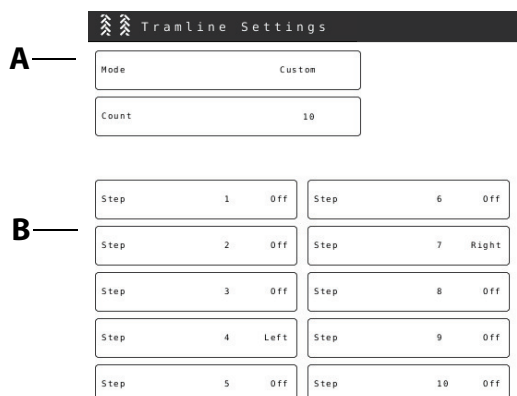 Tramline Settings
A
Mode Custom
Count 10
B
Step 1 Off Step 6 Off
Step 2 Off Step 7 Right
Step 3 Off Step 8 Off
Step 4 Left Step 9 Off
Step 5 Off Step 10 Off